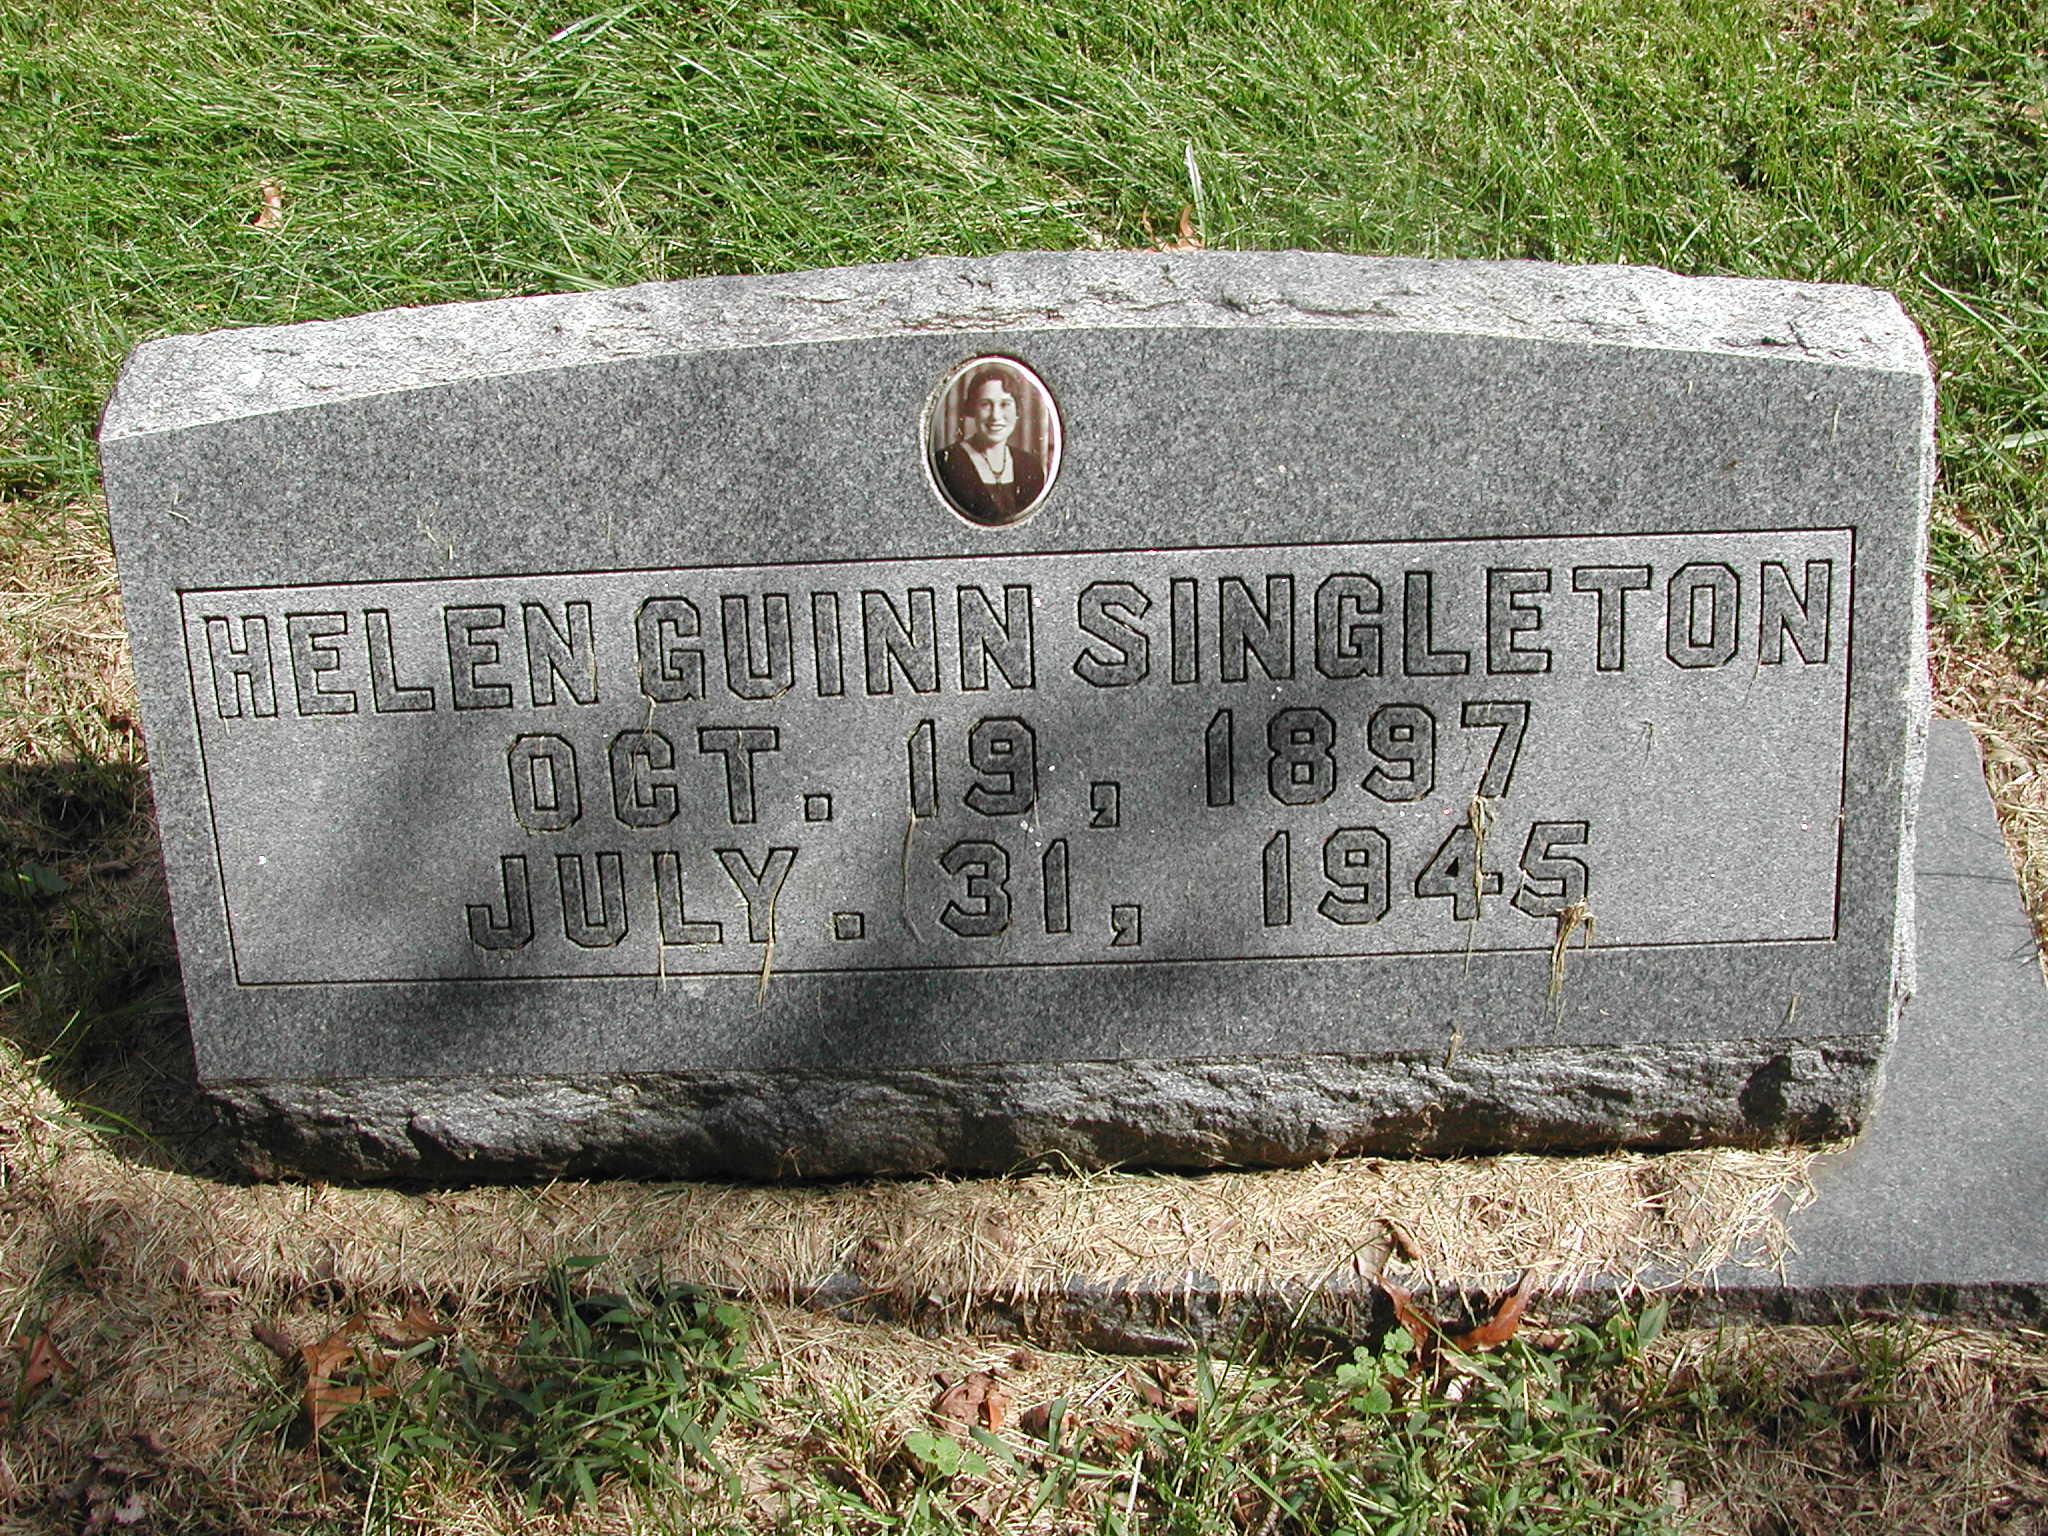 HELEN GUINN SINGLETON
OCT. 19, 1897
JULY. 31, 1945